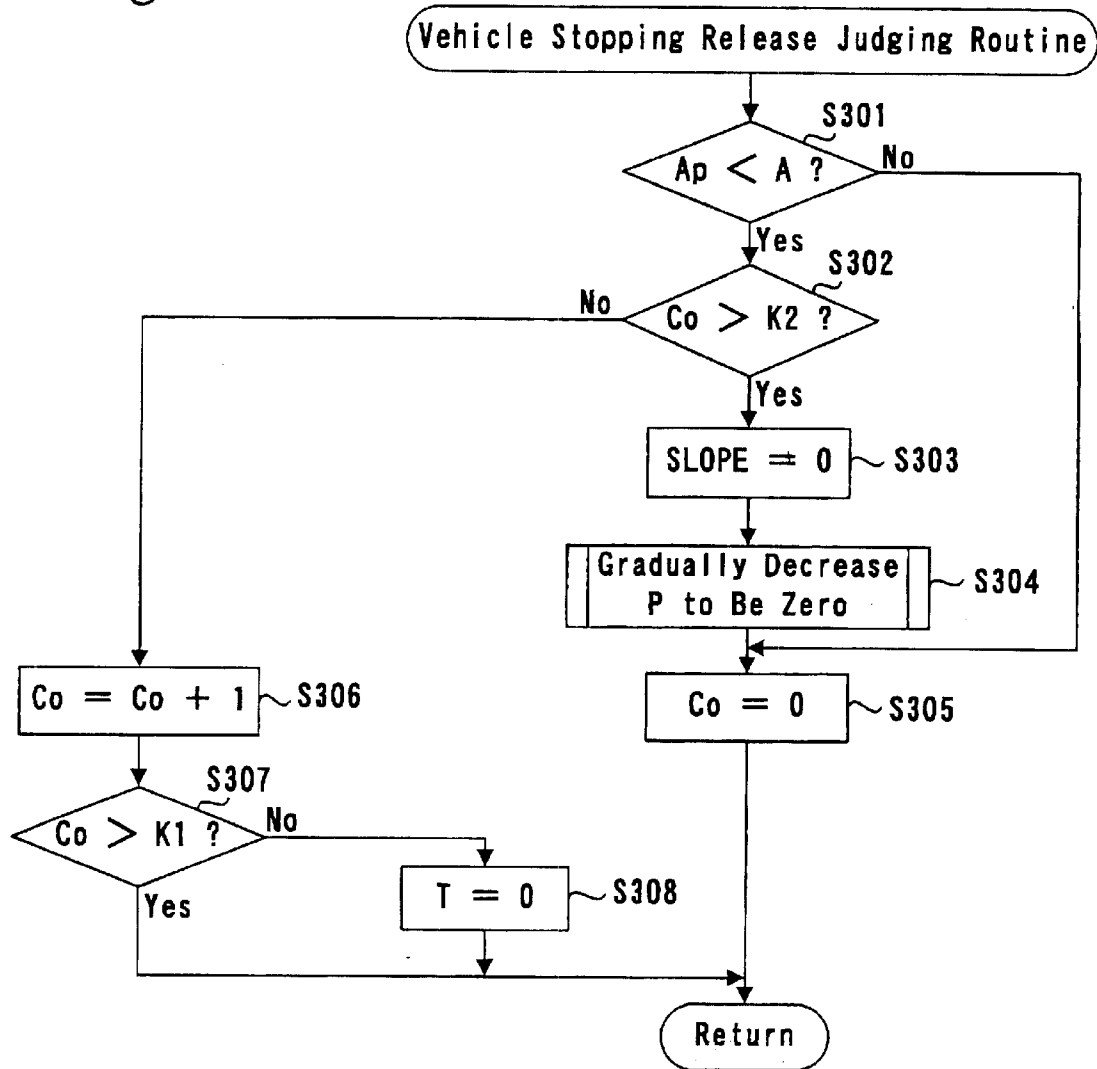 Vehicle Stopping Release Judging Routine
S301
Ap < A ?
No
Yes
S302
Co > K2 ?
No
Yes
SLOPE = 0
S303
Gradually Decrease
P to Be Zero
S304
Co = Co + 1
S306
Co = 0
S305
S307
Co > K1 ?
No
Yes
T = 0
S308
Return